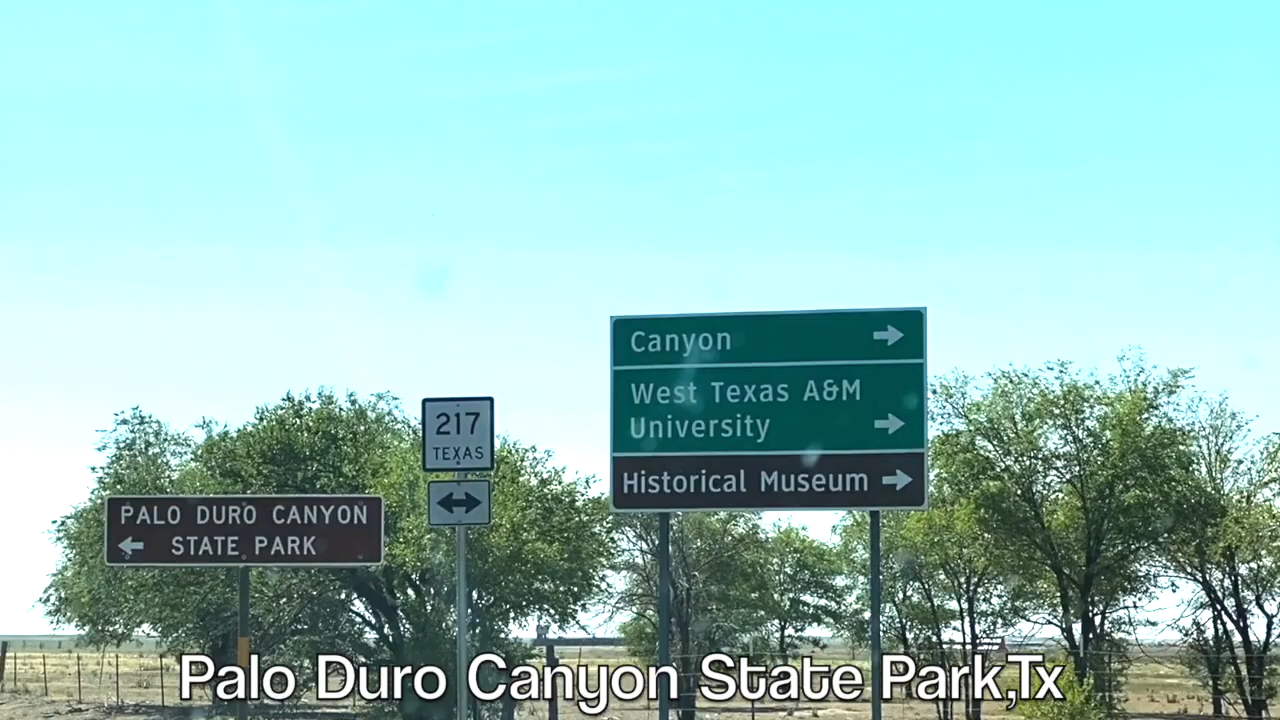 PALO DURO CANYON
STATE PARK
217
TEXAS
Canyon
West Texas A&M
University
Historical Museum
Palo Duro Canyon State Park,Tx